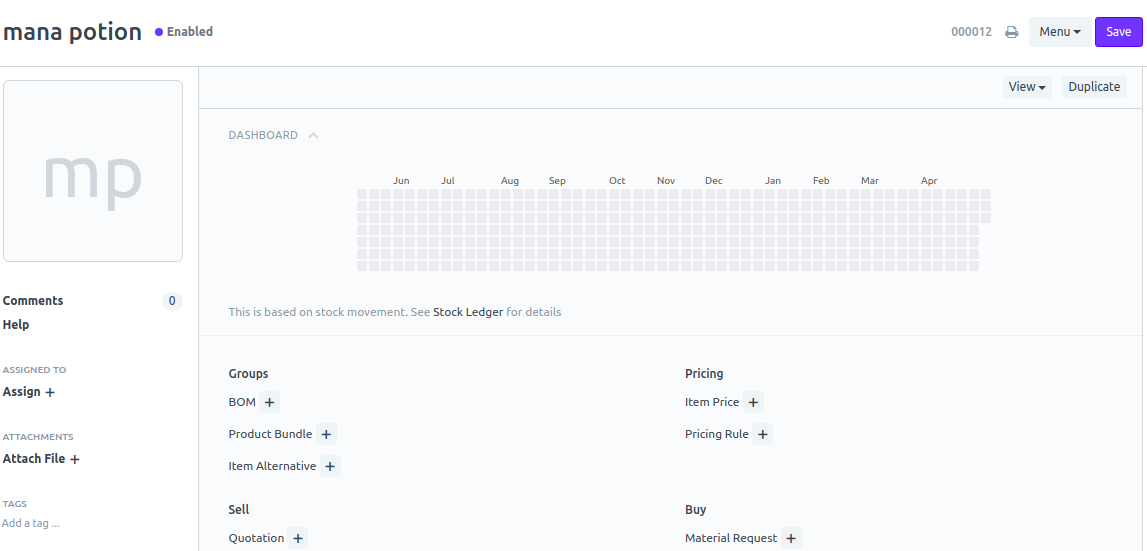 mana potion Enabled 000012 Menu Save
View Duplicate
mp
DASHBOARD
Jun Jul Aug Sep Oct Nov Dec Jan Feb Mar Apr
This is based on stock movement. See Stock Ledger for details
Comments 0
Help
ASSIGNED TO
Assign +
ATTACHMENTS
Attach File +
TAGS
Add a tag ...
Groups
BOM +
Product Bundle +
Item Alternative +
Pricing
Item Price +
Pricing Rule +
Sell
Quotation +
Buy
Material Request +